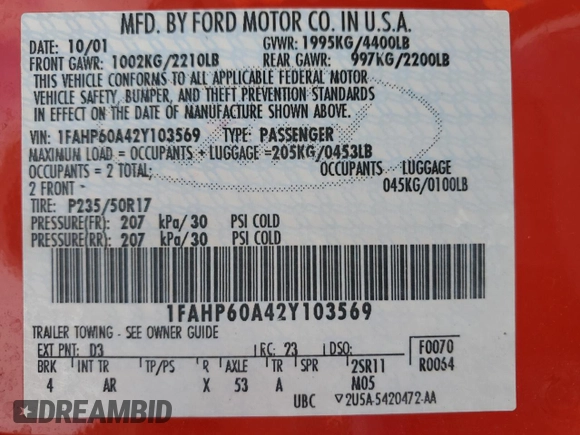 MFD. BY FORD MOTOR CO. IN U.S.A.
DATE: 10/01 GVWR: 1995KG/4400LB
FRONT GAWR: 1002KG/2210LB REAR GAWR: 997KG/2200LB
THIS VEHICLE CONFORMS TO ALL APPLICABLE FEDERAL MOTOR
VEHICLE SAFETY, BUMPER, AND THEFT PREVENTION STANDARDS
IN EFFECT ON THE DATE OF MANUFACTURE SHOWN ABOVE.
VIN: 1FAHP60A42Y103569 TYPE: PASSENGER
MAXIMUM LOAD = OCCUPANTS + LUGGAGE =205KG/0453LB
OCCUPANTS = 2 TOTAL; OCCUPANTS LUGGAGE
2 FRONT - 045KG/0100LB
TIRE: P235/50R17
PRESSURE(FR): 207 kPa/30 PSI COLD
PRESSURE(RR): 207 kPa/30 PSI COLD
1FAHP60A42Y103569
TRAILER TOWING - SEE OWNER GUIDE
EXT PNT: D3 RC: 23 DSO: F0070
BRK INT TR TP/PS R AXLE TR SPR 2SR11 R0064
4 AR X 53 A M05
UBC ▽2U5A-5420472-AA
DREAMBID